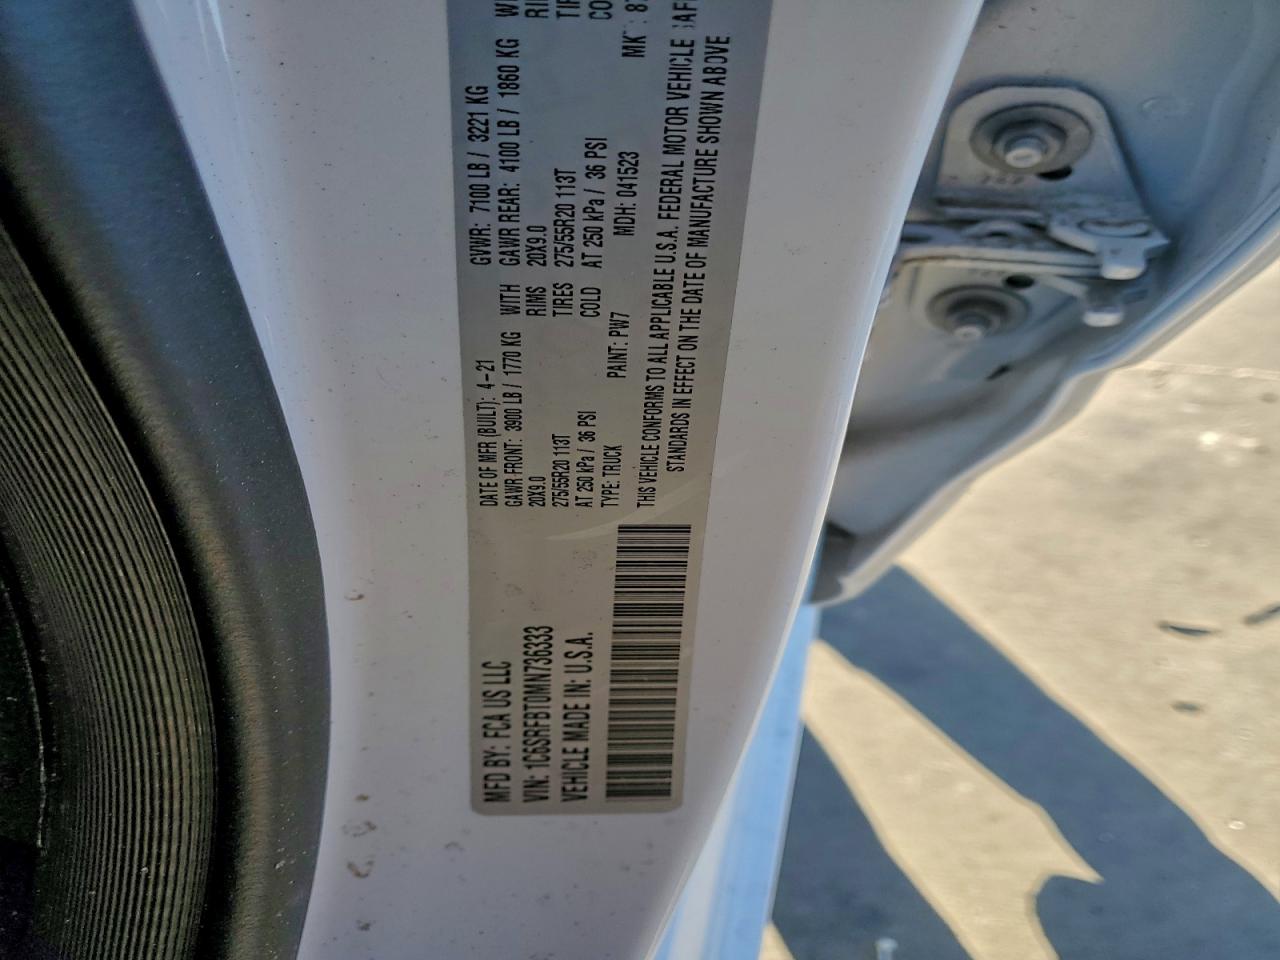 MFD BY: FCA US LLC
VIN: 1C6SRFBT0MN736333
VEHICLE MADE IN: U.S.A.
DATE OF MFR (BUILT): 4-21 GVWR: 7100 LB / 3221 KG
GAWR FRONT: 3900 LB / 1770 KG WITH GAWR REAR: 4100 LB / 1860 KG
20X9.0 RIMS 20X9.0
275/55R20 113T TIRES 275/55R20 113T
AT 250 kPa / 36 PSI COLD AT 250 kPa / 36 PSI
TYPE: TRUCK PAINT: PW7 MDH: 041523
THIS VEHICLE CONFORMS TO ALL APPLICABLE U.S.A. FEDERAL MOTOR VEHICLE
STANDARDS IN EFFECT ON THE DATE OF MANUFACTURE SHOWN ABOVE